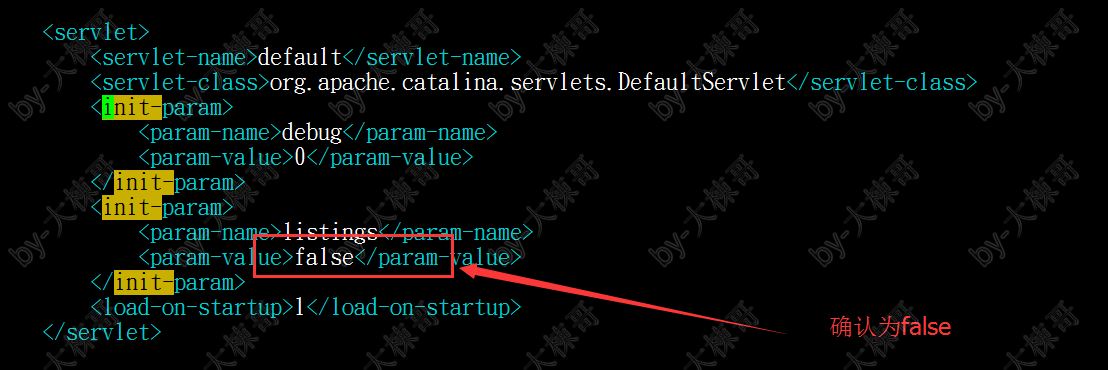 <servlet>
<servlet-name>default</servlet-name>
<servlet-class>org.apache.catalina.servlets.DefaultServlet</servlet-class>
<init-param>
<param-name>debug</param-name>
<param-value>0</param-value>
</init-param>
<init-param>
<param-name>listings</param-name>
<param-value>false</param-value>
</init-param>
<load-on-startup>1</load-on-startup>
</servlet>
确认为false
by-大楸哥